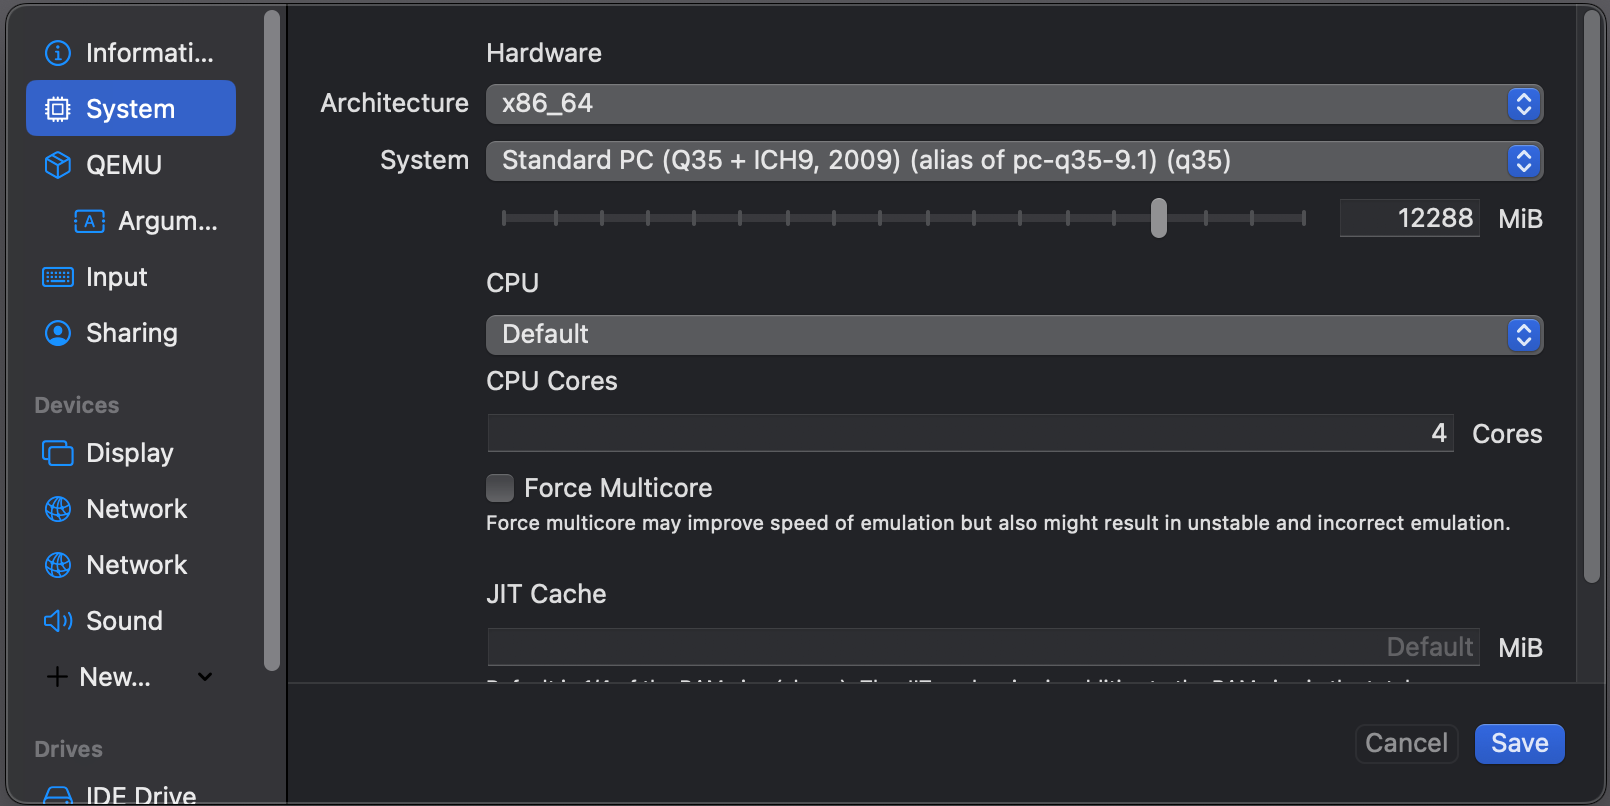 Informati...
System
QEMU
Argum...
Input
Sharing
Devices
Display
Network
Network
Sound
New...
Drives
IDE Drive
Hardware
Architecture x86_64
System Standard PC (Q35 + ICH9, 2009) (alias of pc-q35-9.1) (q35)
12288 MiB
CPU
Default
CPU Cores
4 Cores
Force Multicore
Force multicore may improve speed of emulation but also might result in unstable and incorrect emulation.
JIT Cache
Default MiB
Cancel Save